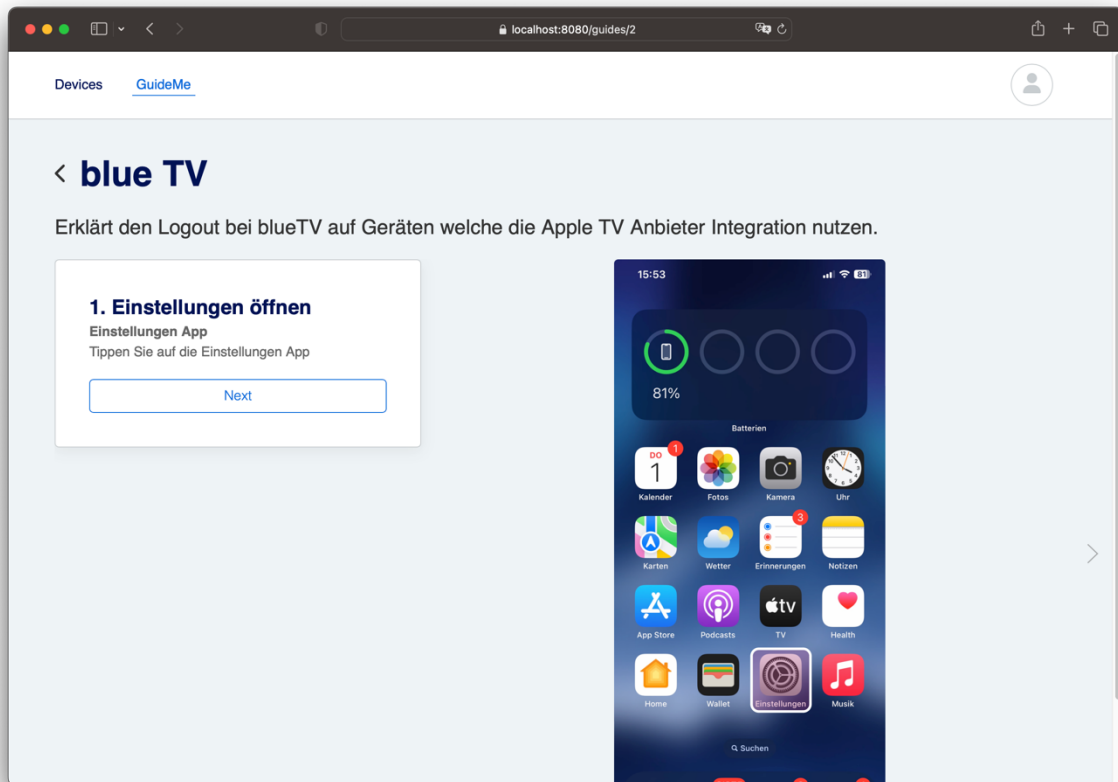 localhost:8080/guides/2
Devices
GuideMe
blue TV
Erklärt den Logout bei blueTV auf Geräten welche die Apple TV Anbieter Integration nutzen.
1. Einstellungen öffnen
Einstellungen App
Tippen Sie auf die Einstellungen App
Next
15:53
81
81%
Batterien
DO 1
1
Kalender
Fotos
Kamera
Uhr
3
Karten
Wetter
Erinnerungen
Notizen
tv
App Store
Podcasts
TV
Health
Home
Wallet
Einstellungen
Musik
Suchen